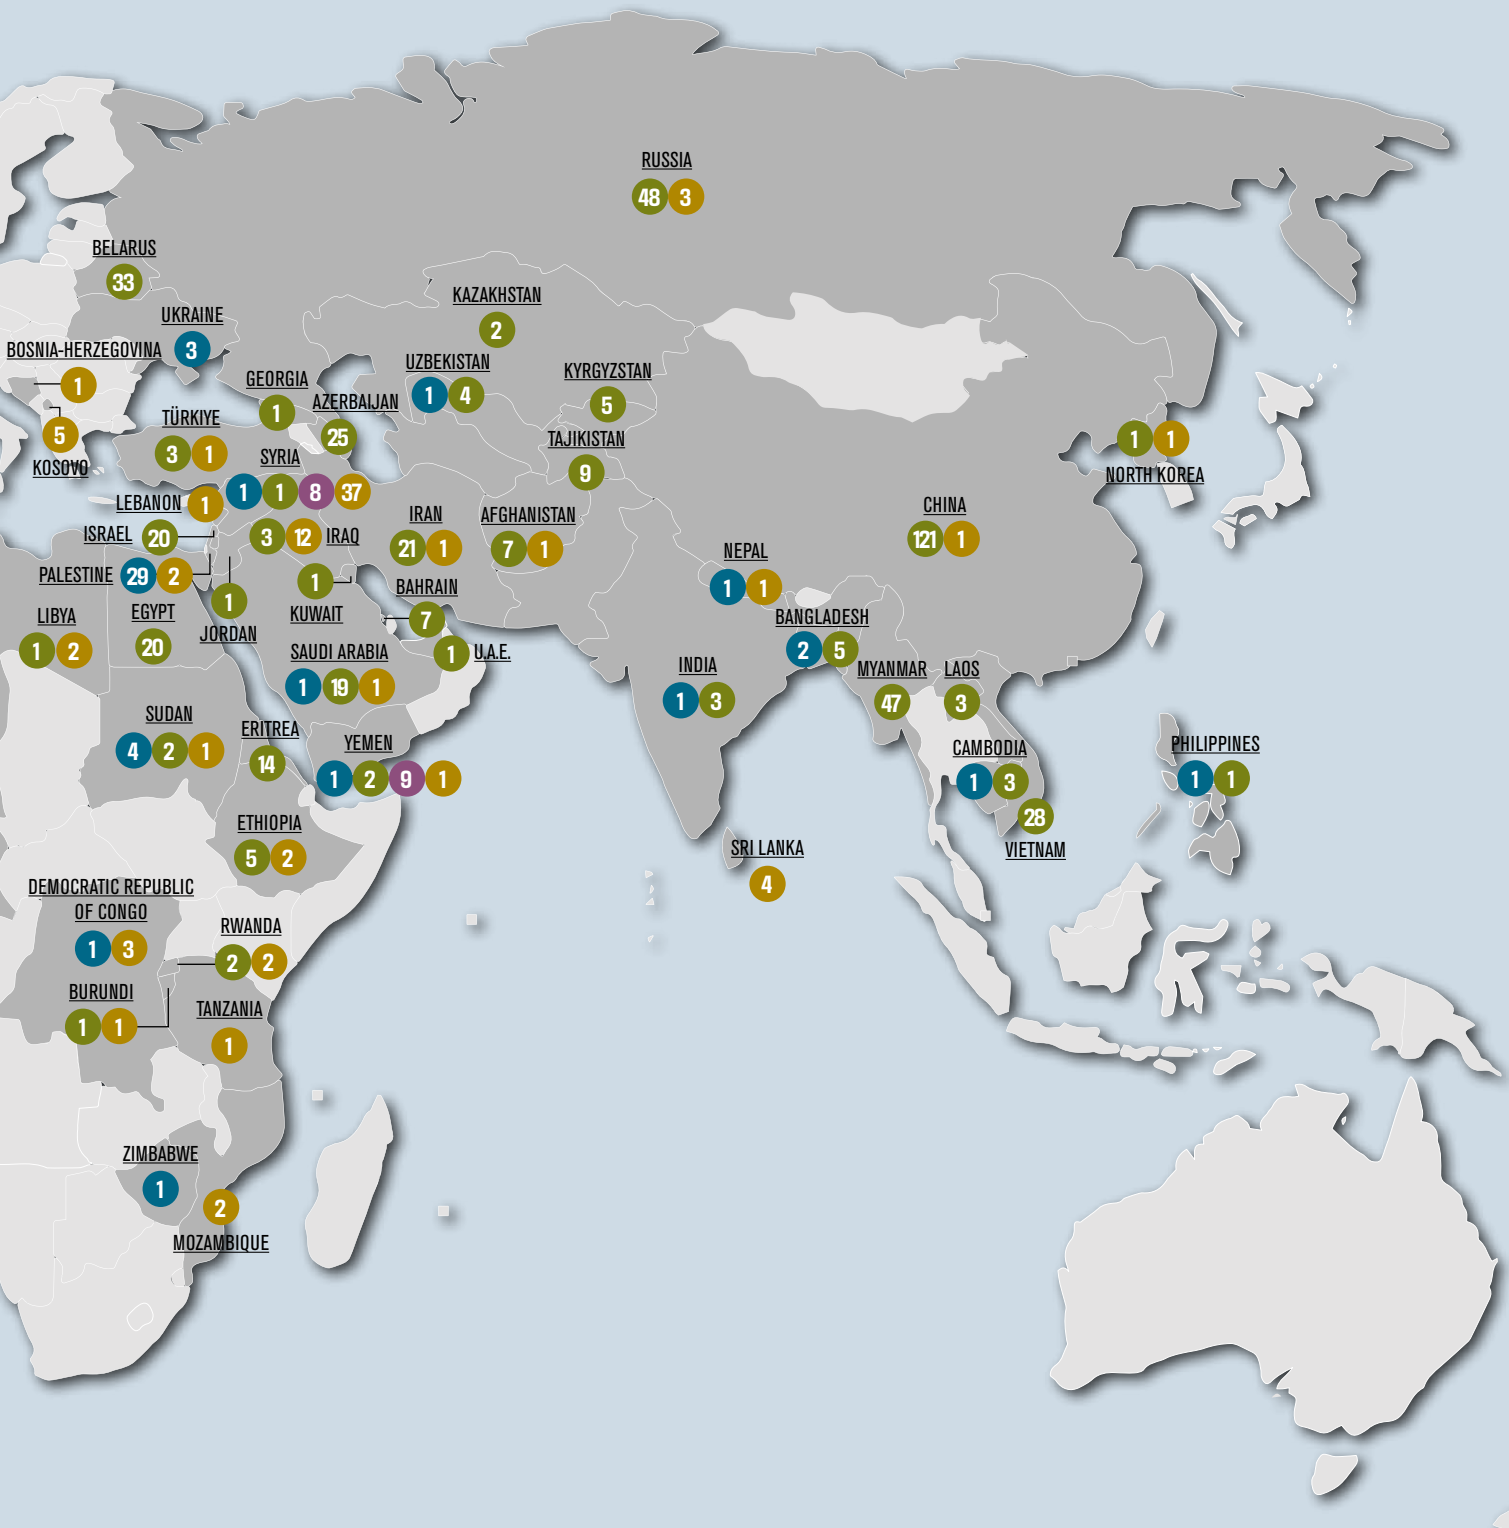 RUSSIA
48 3
BELARUS
33
KAZAKHSTAN
2
UKRAINE
3
BOSNIA-HERZEGOVINA
1
UZBEKISTAN
1 4
KYRGYZSTAN
5
GEORGIA
1
AZERBAIJAN
25
TÜRKIYE
3 1
5
KOSOVO
TAJIKISTAN
9
1 1
NORTH KOREA
SYRIA
1 1 8 37
LEBANON 1
CHINA
121 1
IRAN
21 1
AFGHANISTAN
7 1
ISRAEL 20
3 12 IRAQ
NEPAL
1 1
PALESTINE 29 2
1
KUWAIT
BAHRAIN
7
1
JORDAN
LIBYA
1 2
EGYPT
20
BANGLADESH
2 5
SAUDI ARABIA
1 19 1
1 U.A.E.
INDIA
1 3
MYANMAR
47
LAOS
3
SUDAN
4 2 1
ERITREA
14
YEMEN
1 2 9 1
CAMBODIA
1 3
PHILIPPINES
1 1
28
VIETNAM
ETHIOPIA
5 2
SRI LANKA
4
DEMOCRATIC REPUBLIC
OF CONGO
1 3
RWANDA
2 2
BURUNDI
1 1
TANZANIA
1
ZIMBABWE
1
2
MOZAMBIQUE